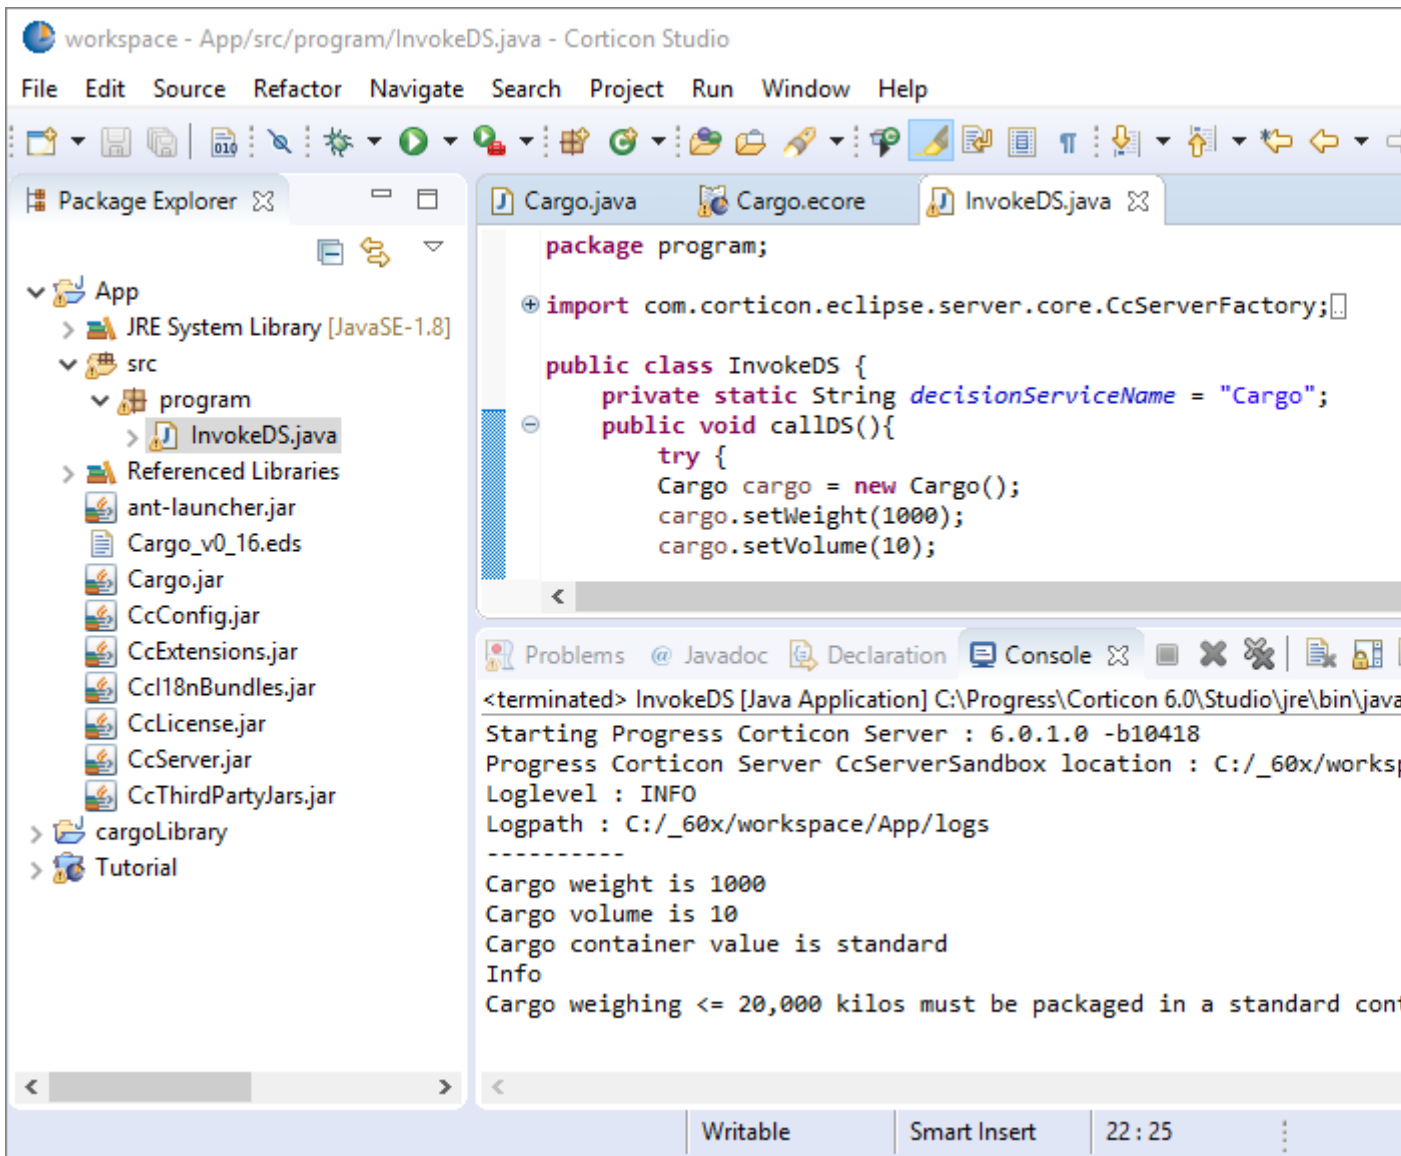 workspace - App/src/program/InvokeDS.java - Corticon Studio
File Edit Source Refactor Navigate Search Project Run Window Help
010
Package Explorer
App
JRE System Library [JavaSE-1.8]
src
program
InvokeDS.java
Referenced Libraries
ant-launcher.jar
Cargo_v0_16.eds
Cargo.jar
CcConfig.jar
CcExtensions.jar
CcI18nBundles.jar
CcLicense.jar
CcServer.jar
CcThirdPartyJars.jar
cargoLibrary
Tutorial
Cargo.java Cargo.ecore InvokeDS.java
package program;
import com.corticon.eclipse.server.core.CcServerFactory;
public class InvokeDS {
private static String decisionServiceName = "Cargo";
public void callDS(){
try {
Cargo cargo = new Cargo();
cargo.setWeight(1000);
cargo.setVolume(10);
Problems @ Javadoc Declaration Console
<terminated> InvokeDS [Java Application] C:\Progress\Corticon 6.0\Studio\jre\bin\java
Starting Progress Corticon Server : 6.0.1.0 -b10418
Progress Corticon Server CcServerSandbox location : C:/_60x/worksp
Loglevel : INFO
Logpath : C:/_60x/workspace/App/logs
----------
Cargo weight is 1000
Cargo volume is 10
Cargo container value is standard
Info
Cargo weighing <= 20,000 kilos must be packaged in a standard cont
Writable Smart Insert 22 : 25